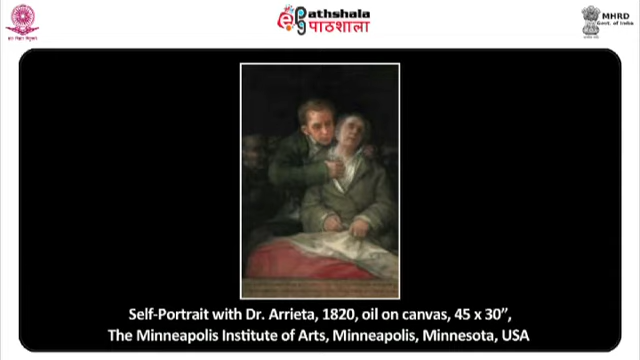 Pathshala
पाठशाला
MHRD
Govt. of India
Self-Portrait with Dr. Arrieta, 1820, oil on canvas, 45 x 30”,
The Minneapolis Institute of Arts, Minneapolis, Minnesota, USA